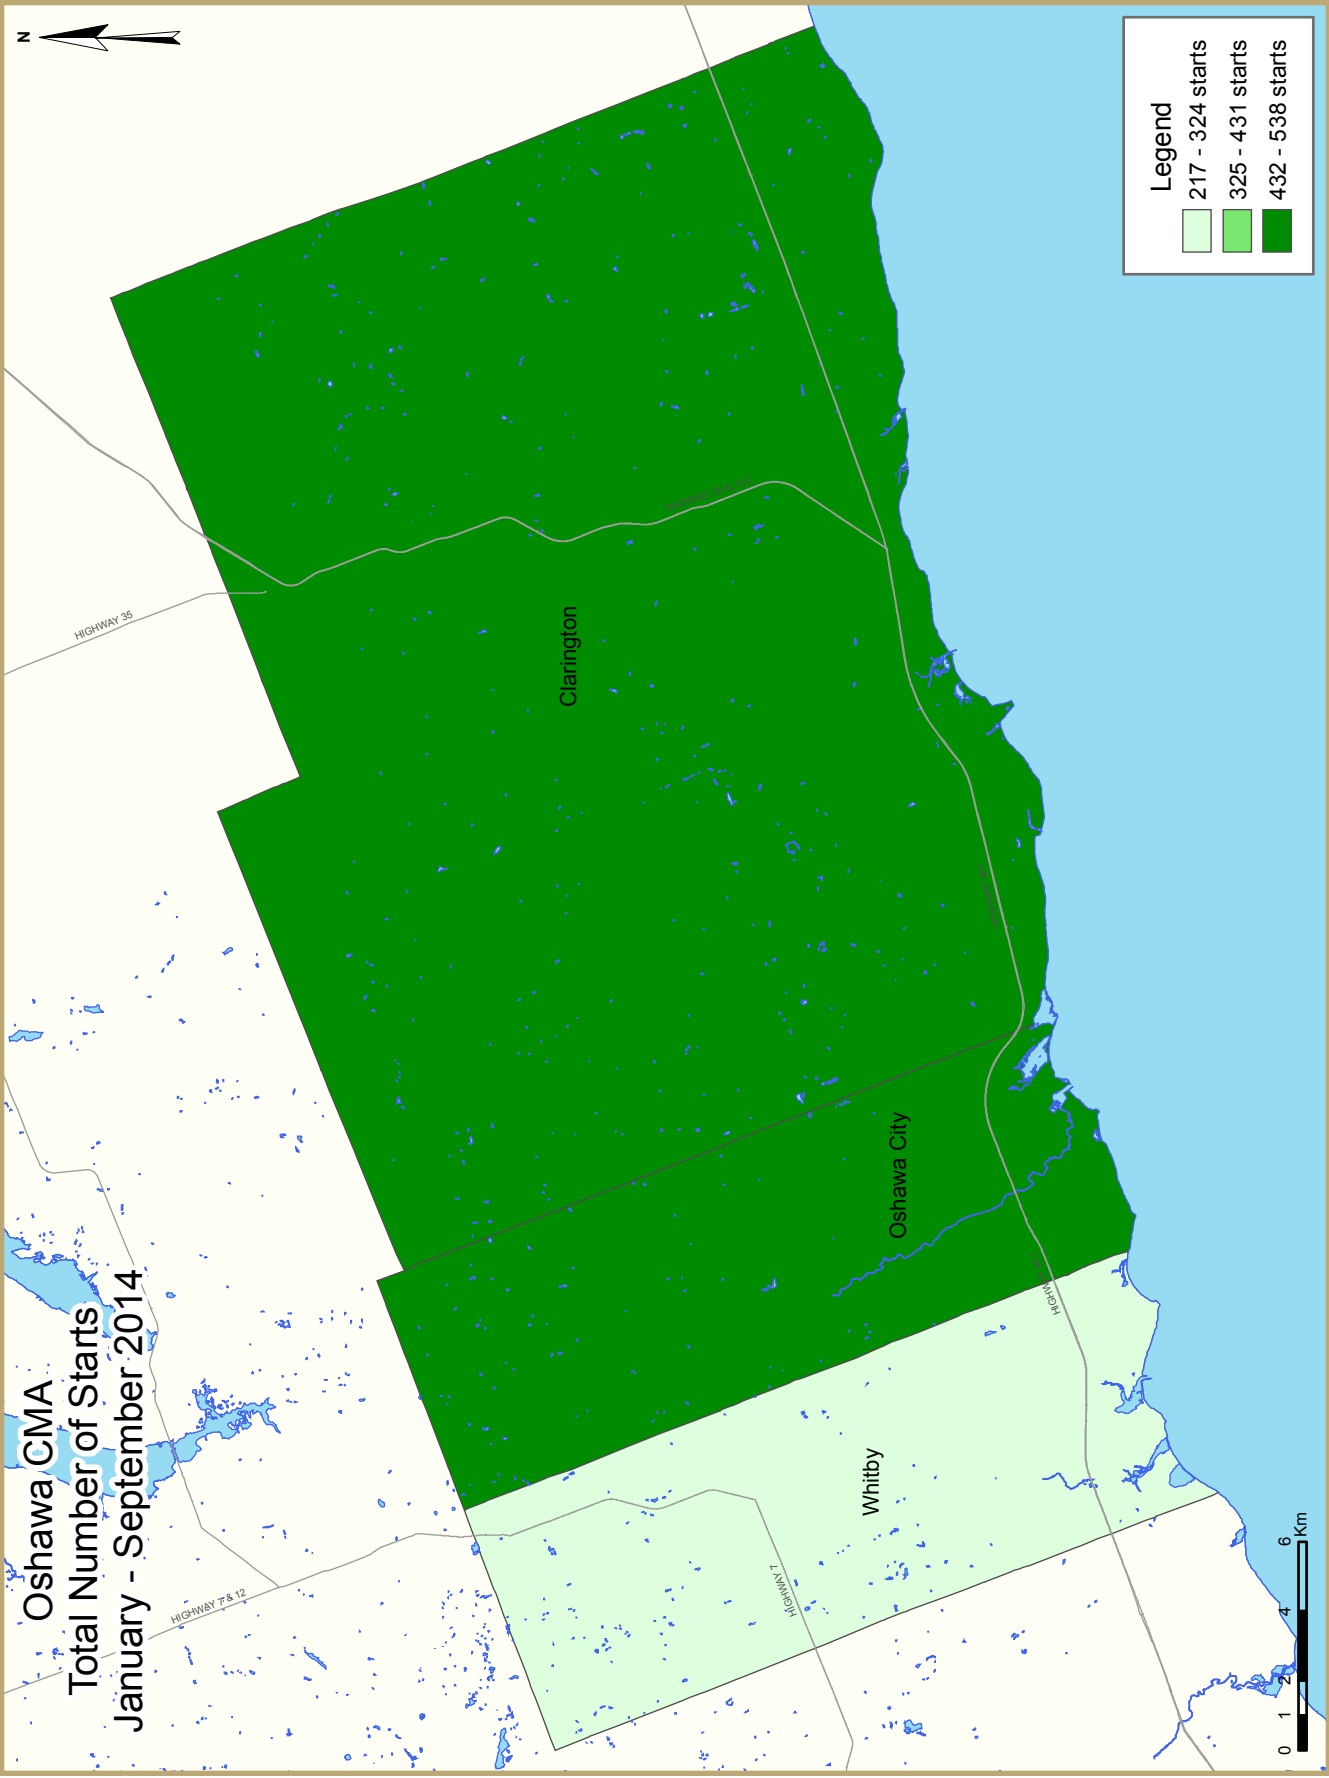 Oshawa CMA
Total Number of Starts
January - September 2014
N
HIGHWAY 35
HIGHWAY 7 & 12
HIGHWAY 7
HIGHWAY
Clarington
Oshawa City
Whitby
Legend
217 - 324 starts
325 - 431 starts
432 - 538 starts
0 1 2 4 6
Km